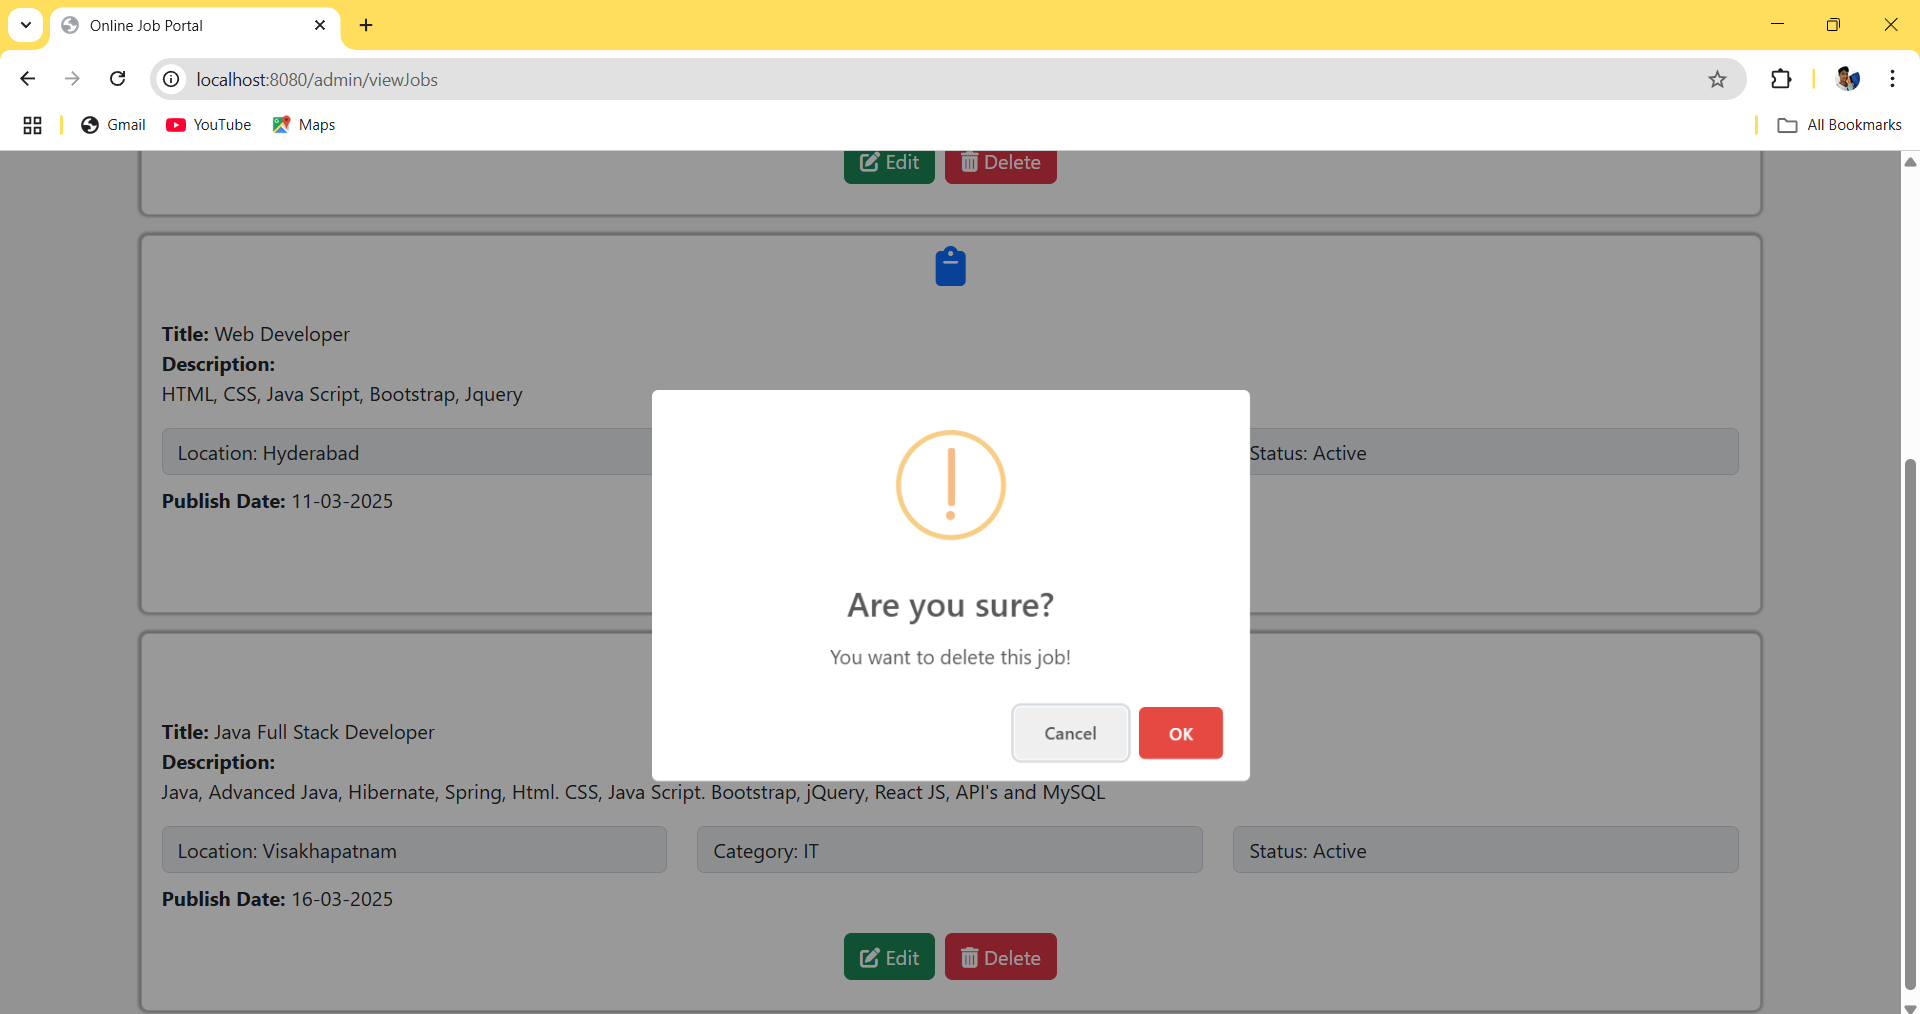 Online Job Portal
localhost:8080/admin/viewJobs
Gmail YouTube Maps All Bookmarks
Edit Delete
Title: Web Developer
Description:
HTML, CSS, Java Script, Bootstrap, Jquery
Location: Hyderabad Status: Active
Publish Date: 11-03-2025
Are you sure?
You want to delete this job!
Cancel OK
Title: Java Full Stack Developer
Description:
Java, Advanced Java, Hibernate, Spring, Html. CSS, Java Script. Bootstrap, jQuery, React JS, API's and MySQL
Location: Visakhapatnam Category: IT Status: Active
Publish Date: 16-03-2025
Edit Delete